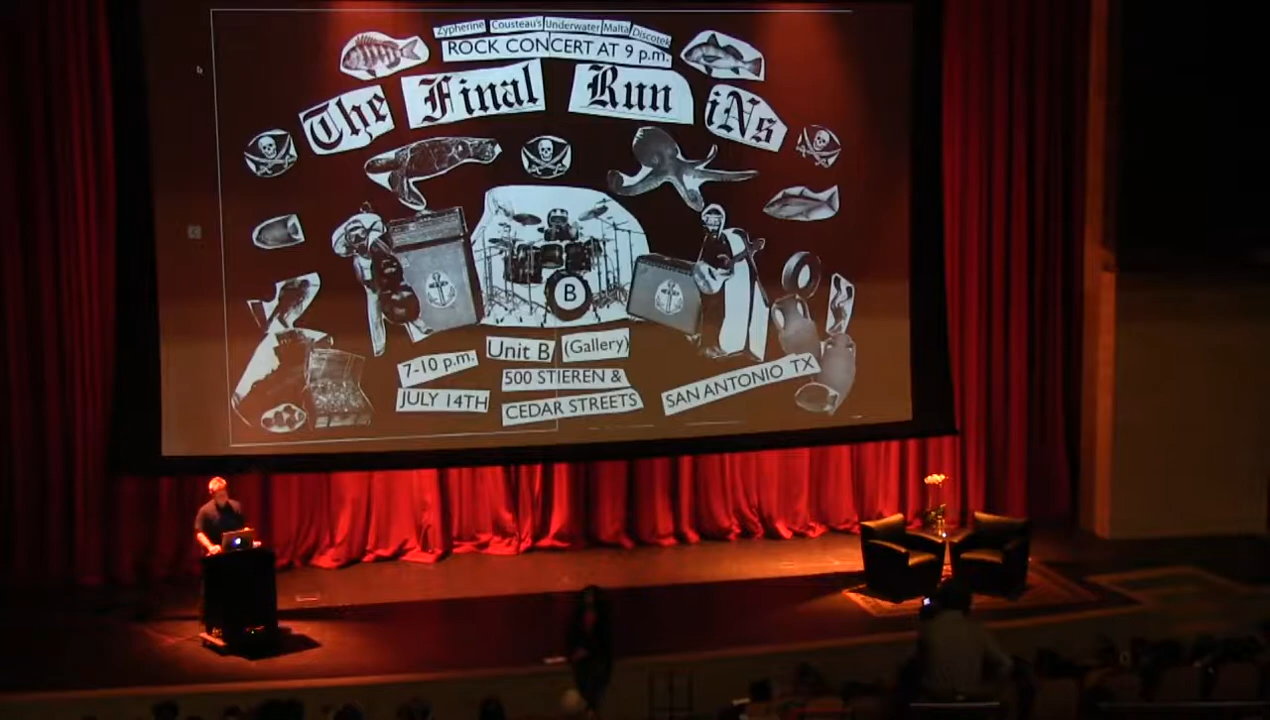 Zypherine Cousteau's Underwater Malta Discotek
ROCK CONCERT AT 9 p.m.
The Final Run iNs
B
7-10 p.m.
Unit B (Gallery)
JULY 14TH
500 STIEREN &
CEDAR STREETS
SAN ANTONIO TX